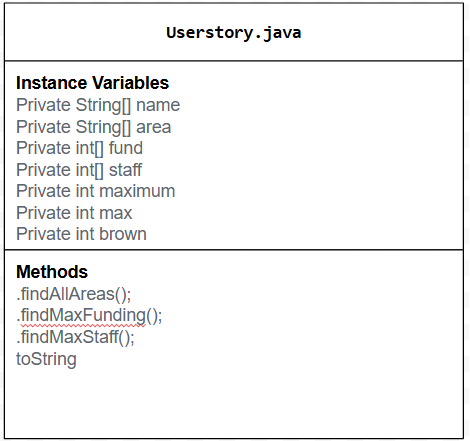 Userstory.java
Instance Variables
Private String[] name
Private String[] area
Private int[] fund
Private int[] staff
Private int maximum
Private int max
Private int brown
Methods
.findAllAreas();
.findMaxFunding();
.findMaxStaff();
toString